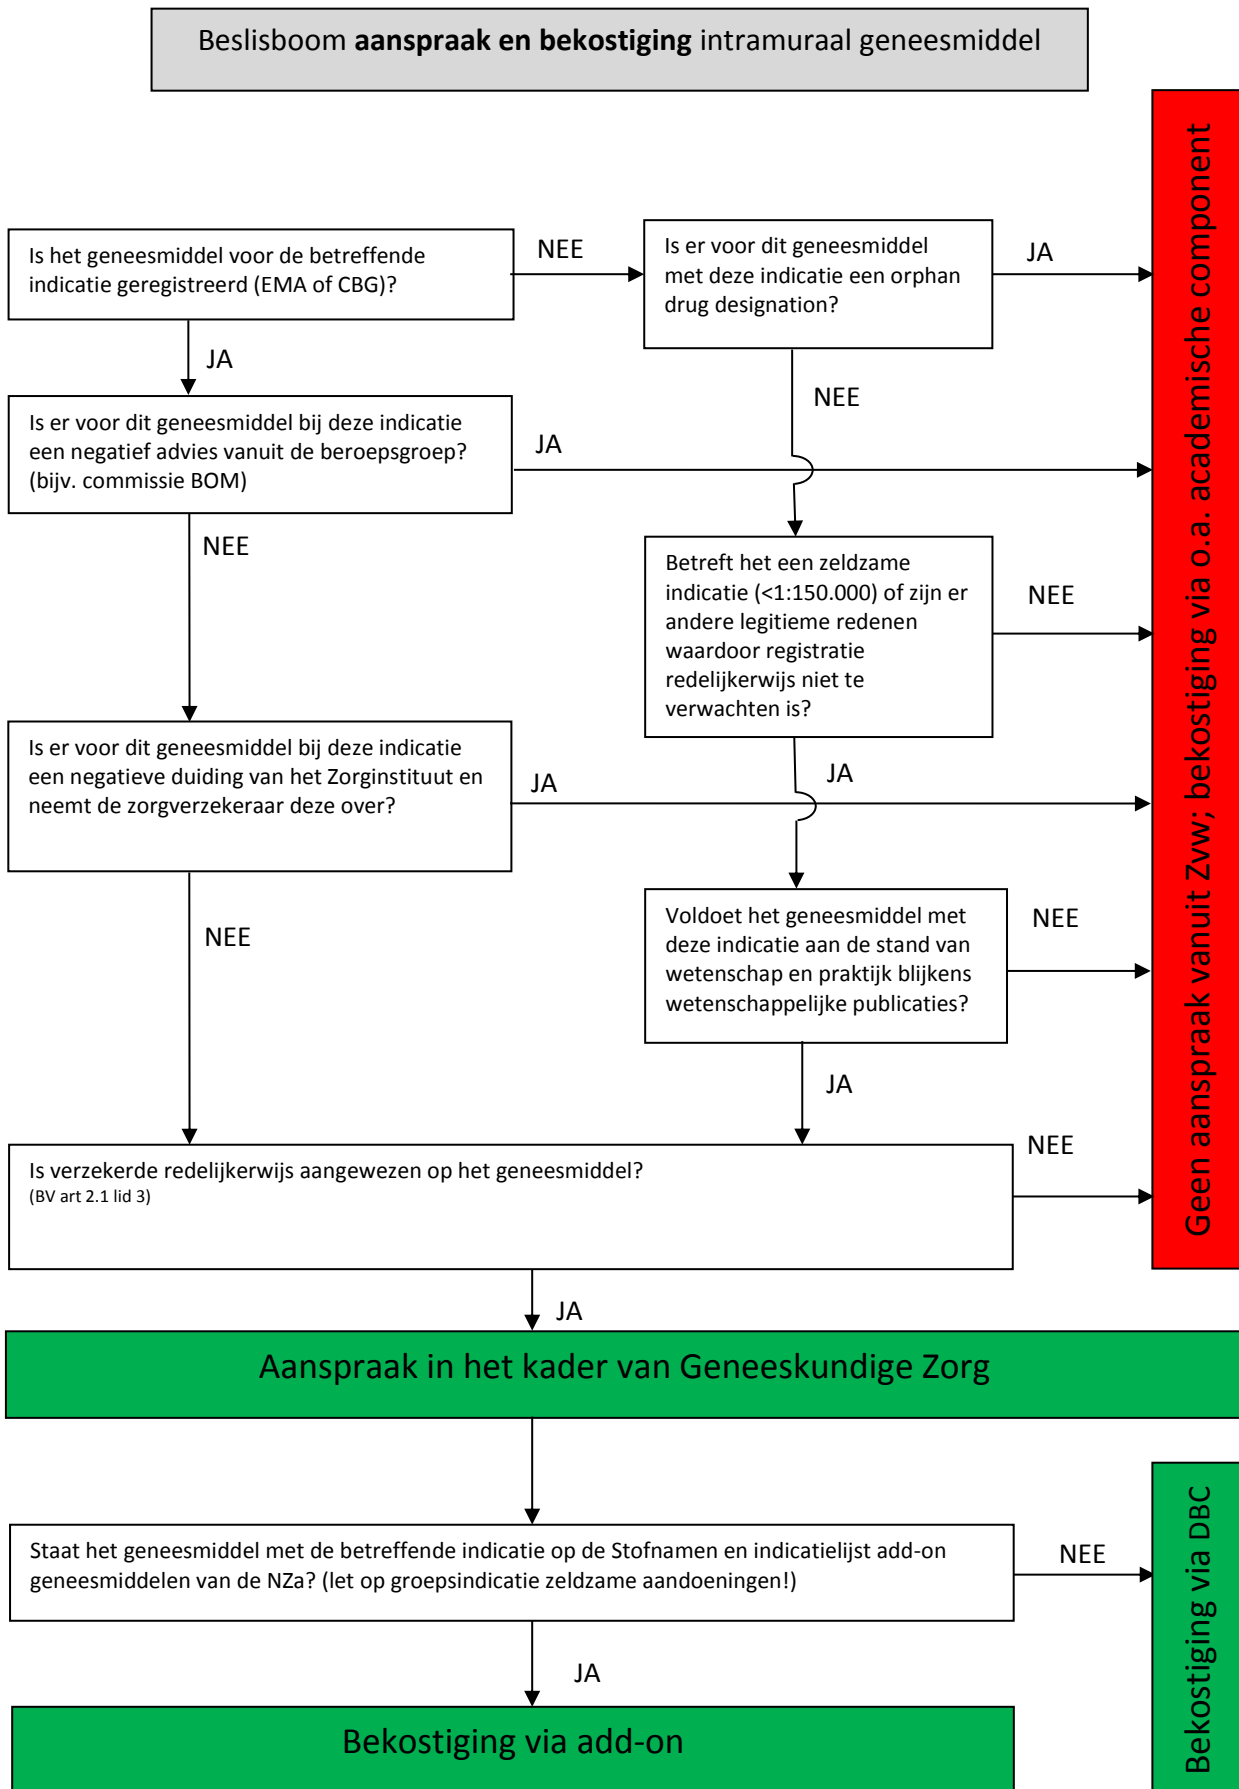 Beslisboom aanspraak en bekostiging intramuraal geneesmiddel
Is het geneesmiddel voor de betreffende
indicatie geregistreerd (EMA of CBG)?
NEE
Is er voor dit geneesmiddel
met deze indicatie een orphan
drug designation?
JA
JA
NEE
Is er voor dit geneesmiddel bij deze indicatie
een negatief advies vanuit de beroepsgroep?
(bijv. commissie BOM)
JA
NEE
Betreft het een zeldzame
indicatie (<1:150.000) of zijn er
andere legitieme redenen
waardoor registratie
redelijkerwijs niet te
verwachten is?
NEE
Is er voor dit geneesmiddel bij deze indicatie
een negatieve duiding van het Zorginstituut en
neemt de zorgverzekeraar deze over?
JA
JA
NEE
Voldoet het geneesmiddel met
deze indicatie aan de stand van
wetenschap en praktijk blijkens
wetenschappelijke publicaties?
NEE
JA
Is verzekerde redelijkerwijs aangewezen op het geneesmiddel?
(BV art 2.1 lid 3)
NEE
Geen aanspraak vanuit Zvw; bekostiging via o.a. academische component
JA
Aanspraak in het kader van Geneeskundige Zorg
Staat het geneesmiddel met de betreffende indicatie op de Stofnamen en indicatielijst add-on
geneesmiddelen van de NZa? (let op groepsindicatie zeldzame aandoeningen!)
NEE
Bekostiging via DBC
JA
Bekostiging via add-on